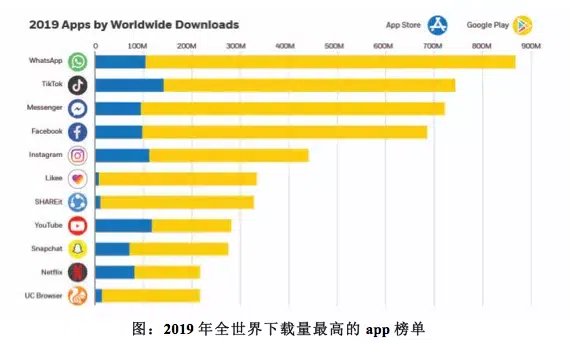 2019 Apps by Worldwide Downloads
App Store
Google Play
0 100M 200M 300M 400M 500M 600M 700M 800M 900M
WhatsApp
TikTok
Messenger
Facebook
Instagram
Likee
SHAREit
YouTube
Snapchat
Netflix
UC Browser
图：2019 年全世界下载量最高的 app 榜单